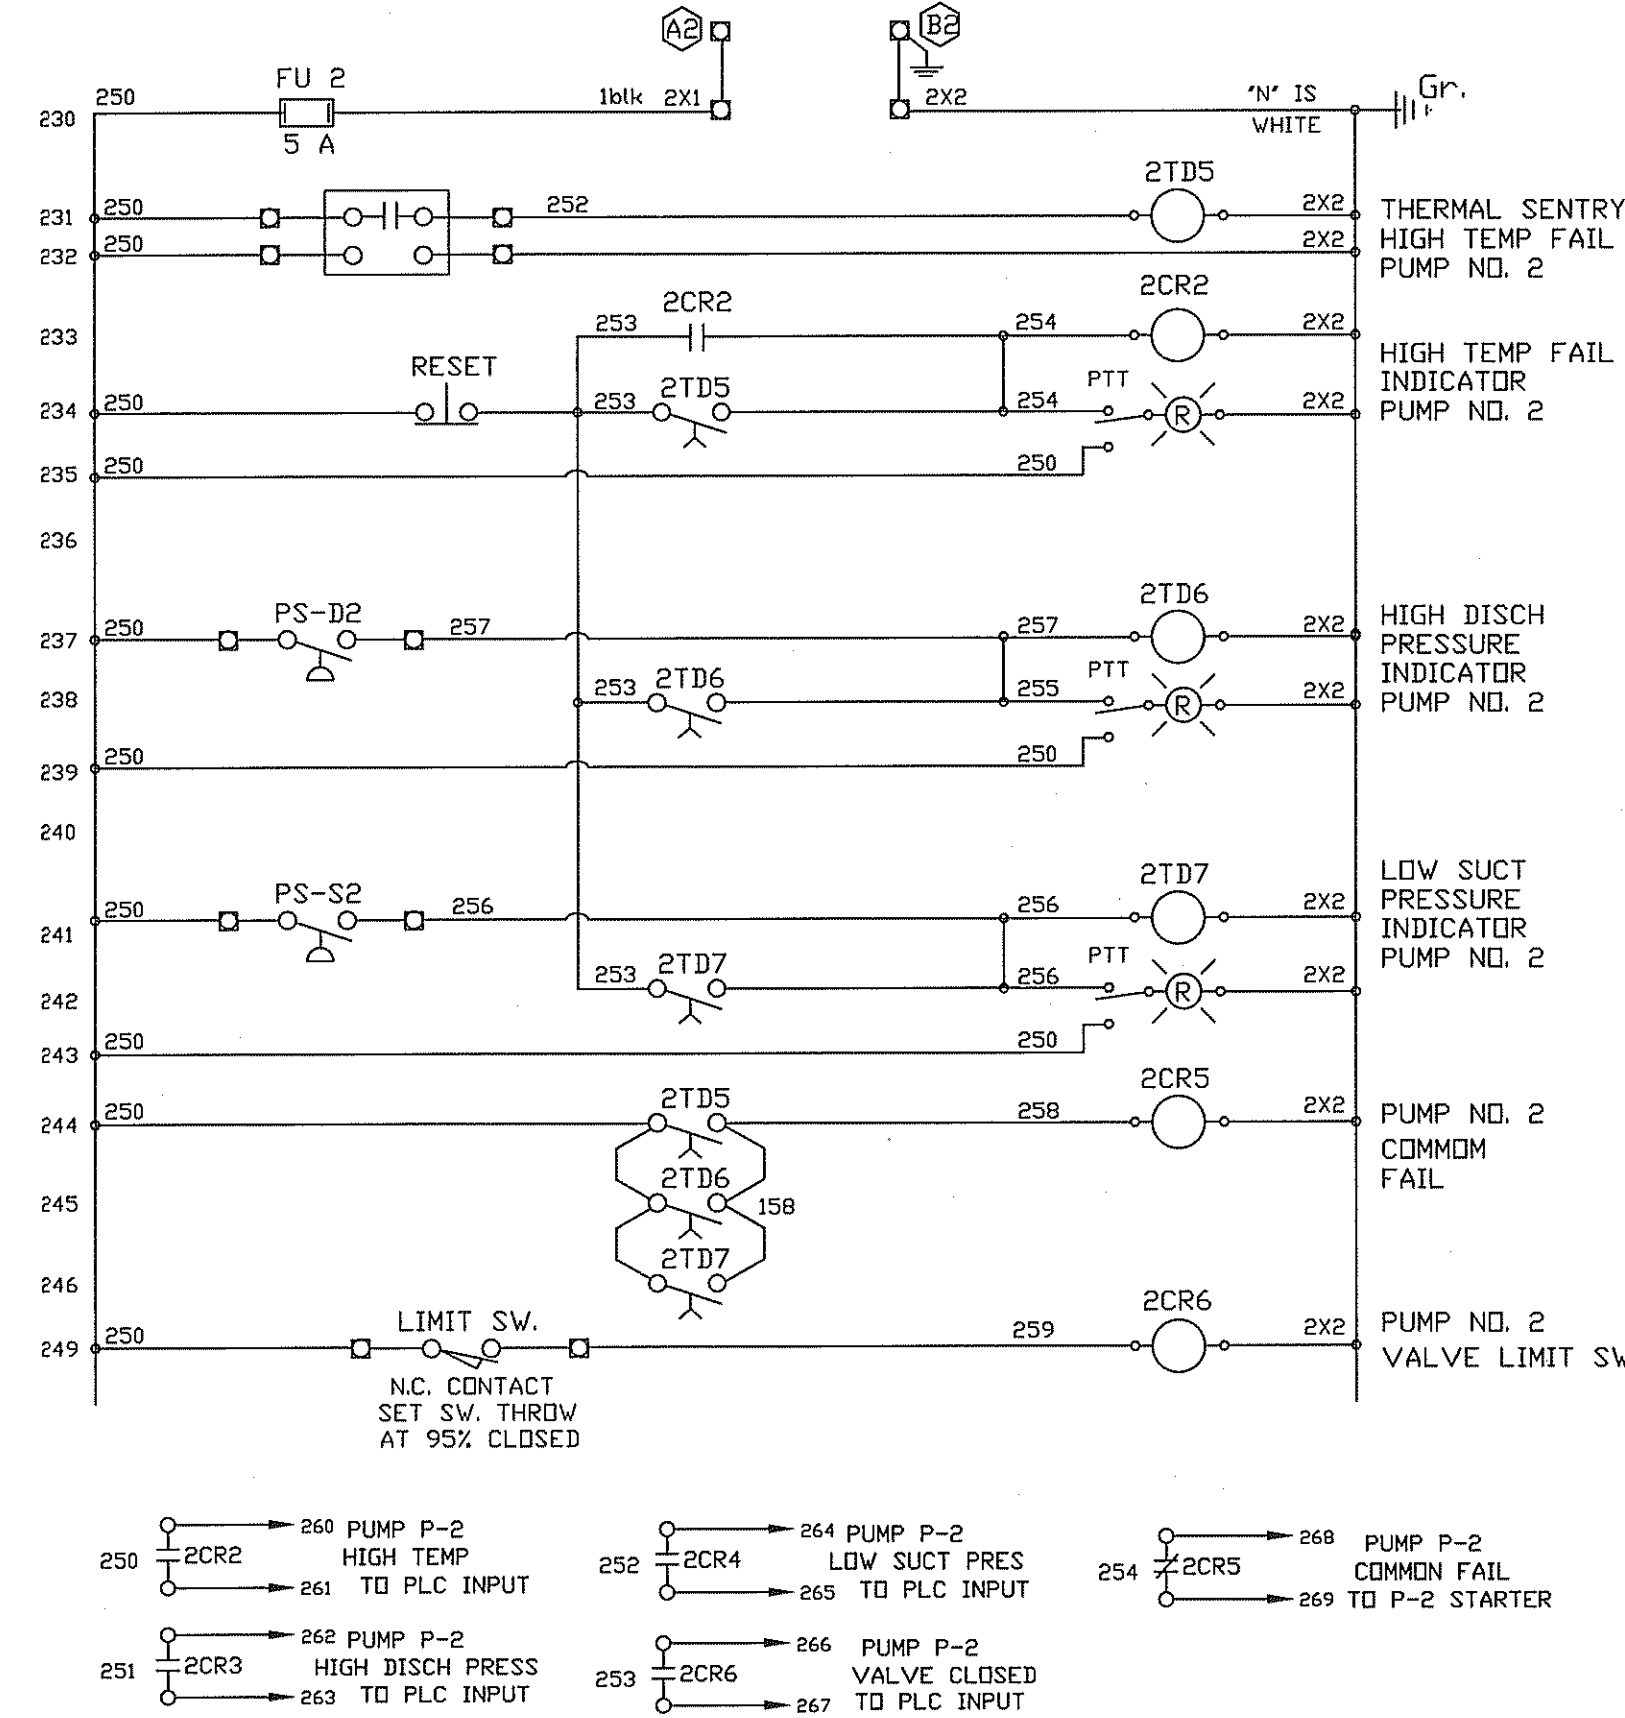 A2
B2
FU 2
250
1blk 2X1
2X2
"N" IS
WHITE
Gr.
230
5 A
2TD5
231
250
252
2X2
THERMAL SENTRY
232
250
2X2
HIGH TEMP FAIL
PUMP NO. 2
2CR2
2CR2
233
253
254
2X2
HIGH TEMP FAIL
INDICATOR
PUMP NO. 2
RESET
2TD5
PTT
234
250
253
254
R
2X2
235
250
250
236
2TD6
PS-D2
237
250
257
257
2X2
HIGH DISCH
PRESSURE
INDICATOR
PUMP NO. 2
2TD6
PTT
238
253
255
R
2X2
239
250
250
240
2TD7
PS-S2
241
250
256
256
2X2
LOW SUCT
PRESSURE
INDICATOR
PUMP NO. 2
2TD7
PTT
242
253
256
R
2X2
243
250
250
2TD5
2CR5
244
250
258
2X2
PUMP NO. 2
COMMOM
FAIL
2TD6
245
158
2TD7
246
LIMIT SW.
2CR6
249
250
259
2X2
PUMP NO. 2
VALVE LIMIT SW
N.C. CONTACT
SET SW. THROW
AT 95% CLOSED
260 PUMP P-2
250 2CR2 HIGH TEMP
261 TO PLC INPUT
264 PUMP P-2
252 2CR4 LOW SUCT PRES
265 TO PLC INPUT
268 PUMP P-2
254 2CR5 COMMON FAIL
269 TO P-2 STARTER
262 PUMP P-2
251 2CR3 HIGH DISCH PRESS
263 TO PLC INPUT
266 PUMP P-2
253 2CR6 VALVE CLOSED
267 TO PLC INPUT